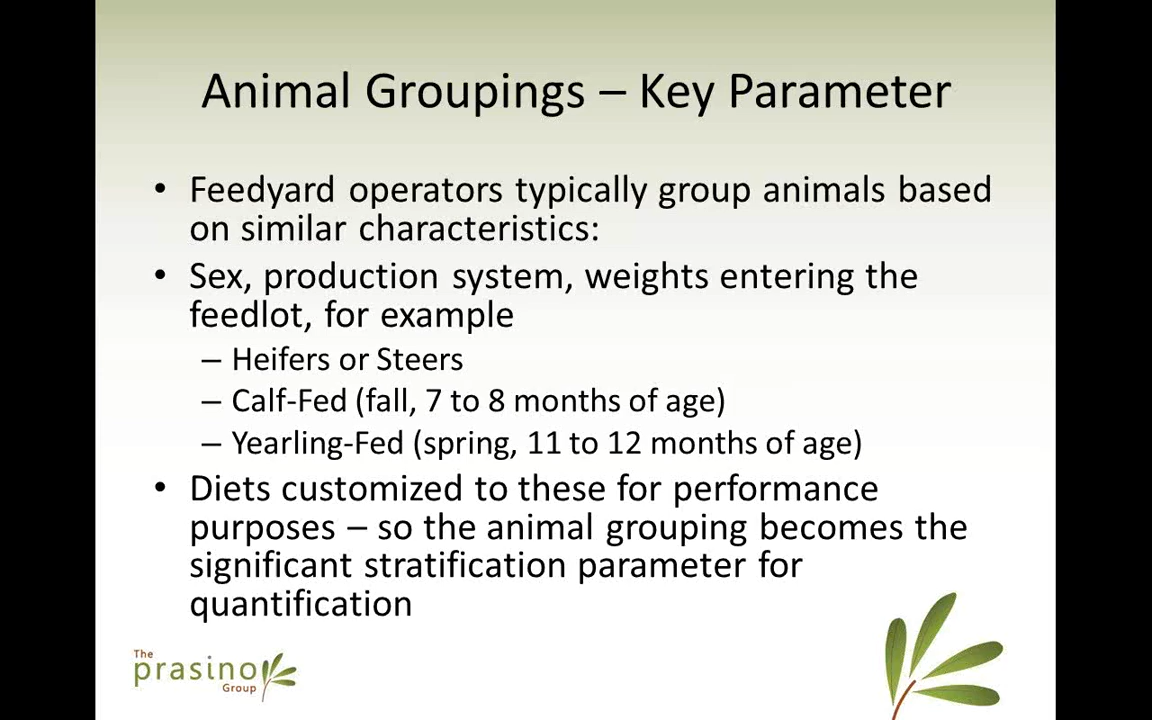 Animal Groupings – Key Parameter
• Feedyard operators typically group animals based
on similar characteristics:
• Sex, production system, weights entering the
feedlot, for example
– Heifers or Steers
– Calf-Fed (fall, 7 to 8 months of age)
– Yearling-Fed (spring, 11 to 12 months of age)
• Diets customized to these for performance
purposes – so the animal grouping becomes the
significant stratification parameter for
quantification
The
prasino
Group